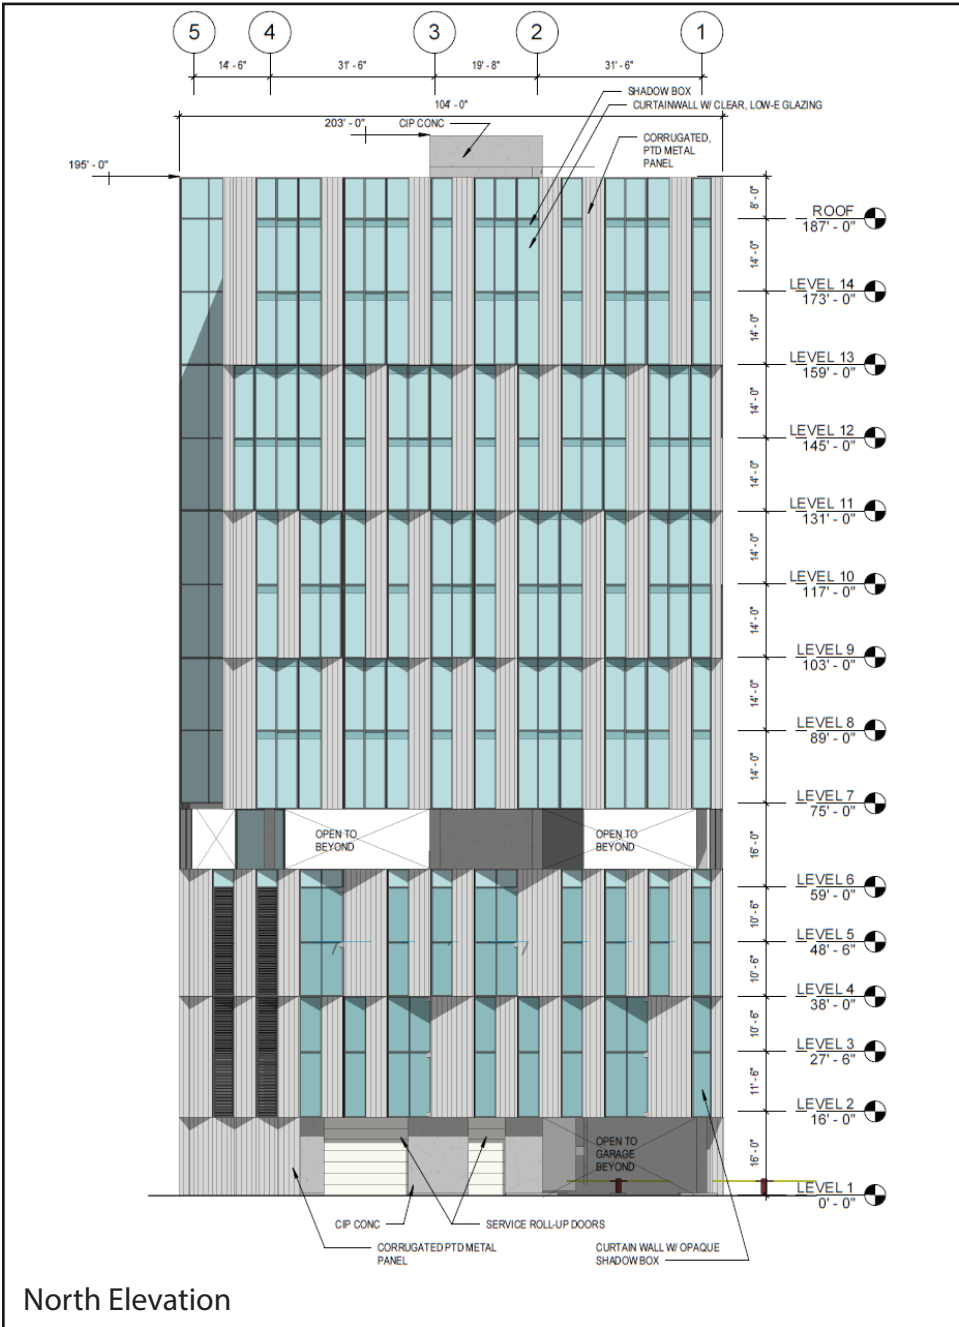 5 4 3 2 1
14' - 6" 31' - 6" 19' - 8" 31' - 6"
104' - 0"
SHADOW BOX
CURTAINWALL W/ CLEAR, LOW-E GLAZING
203' - 0" CIP CONC
CORRUGATED,
PTD METAL
PANEL
195' - 0"
8' - 0"
ROOF
187' - 0"
14' - 0"
LEVEL 14
173' - 0"
14' - 0"
LEVEL 13
159' - 0"
14' - 0"
LEVEL 12
145' - 0"
14' - 0"
LEVEL 11
131' - 0"
14' - 0"
LEVEL 10
117' - 0"
14' - 0"
LEVEL 9
103' - 0"
14' - 0"
LEVEL 8
89' - 0"
14' - 0"
LEVEL 7
75' - 0"
OPEN TO
BEYOND
OPEN TO
BEYOND
16' - 0"
LEVEL 6
59' - 0"
10' - 6"
LEVEL 5
48' - 6"
10' - 6"
LEVEL 4
38' - 0"
10' - 6"
LEVEL 3
27' - 6"
11' - 6"
LEVEL 2
16' - 0"
OPEN TO
GARAGE
BEYOND
16' - 0"
LEVEL 1
0' - 0"
CIP CONC
SERVICE ROLL-UP DOORS
CORRUGATED PTD METAL
PANEL
CURTAIN WALL W/ OPAQUE
SHADOW BOX
North Elevation